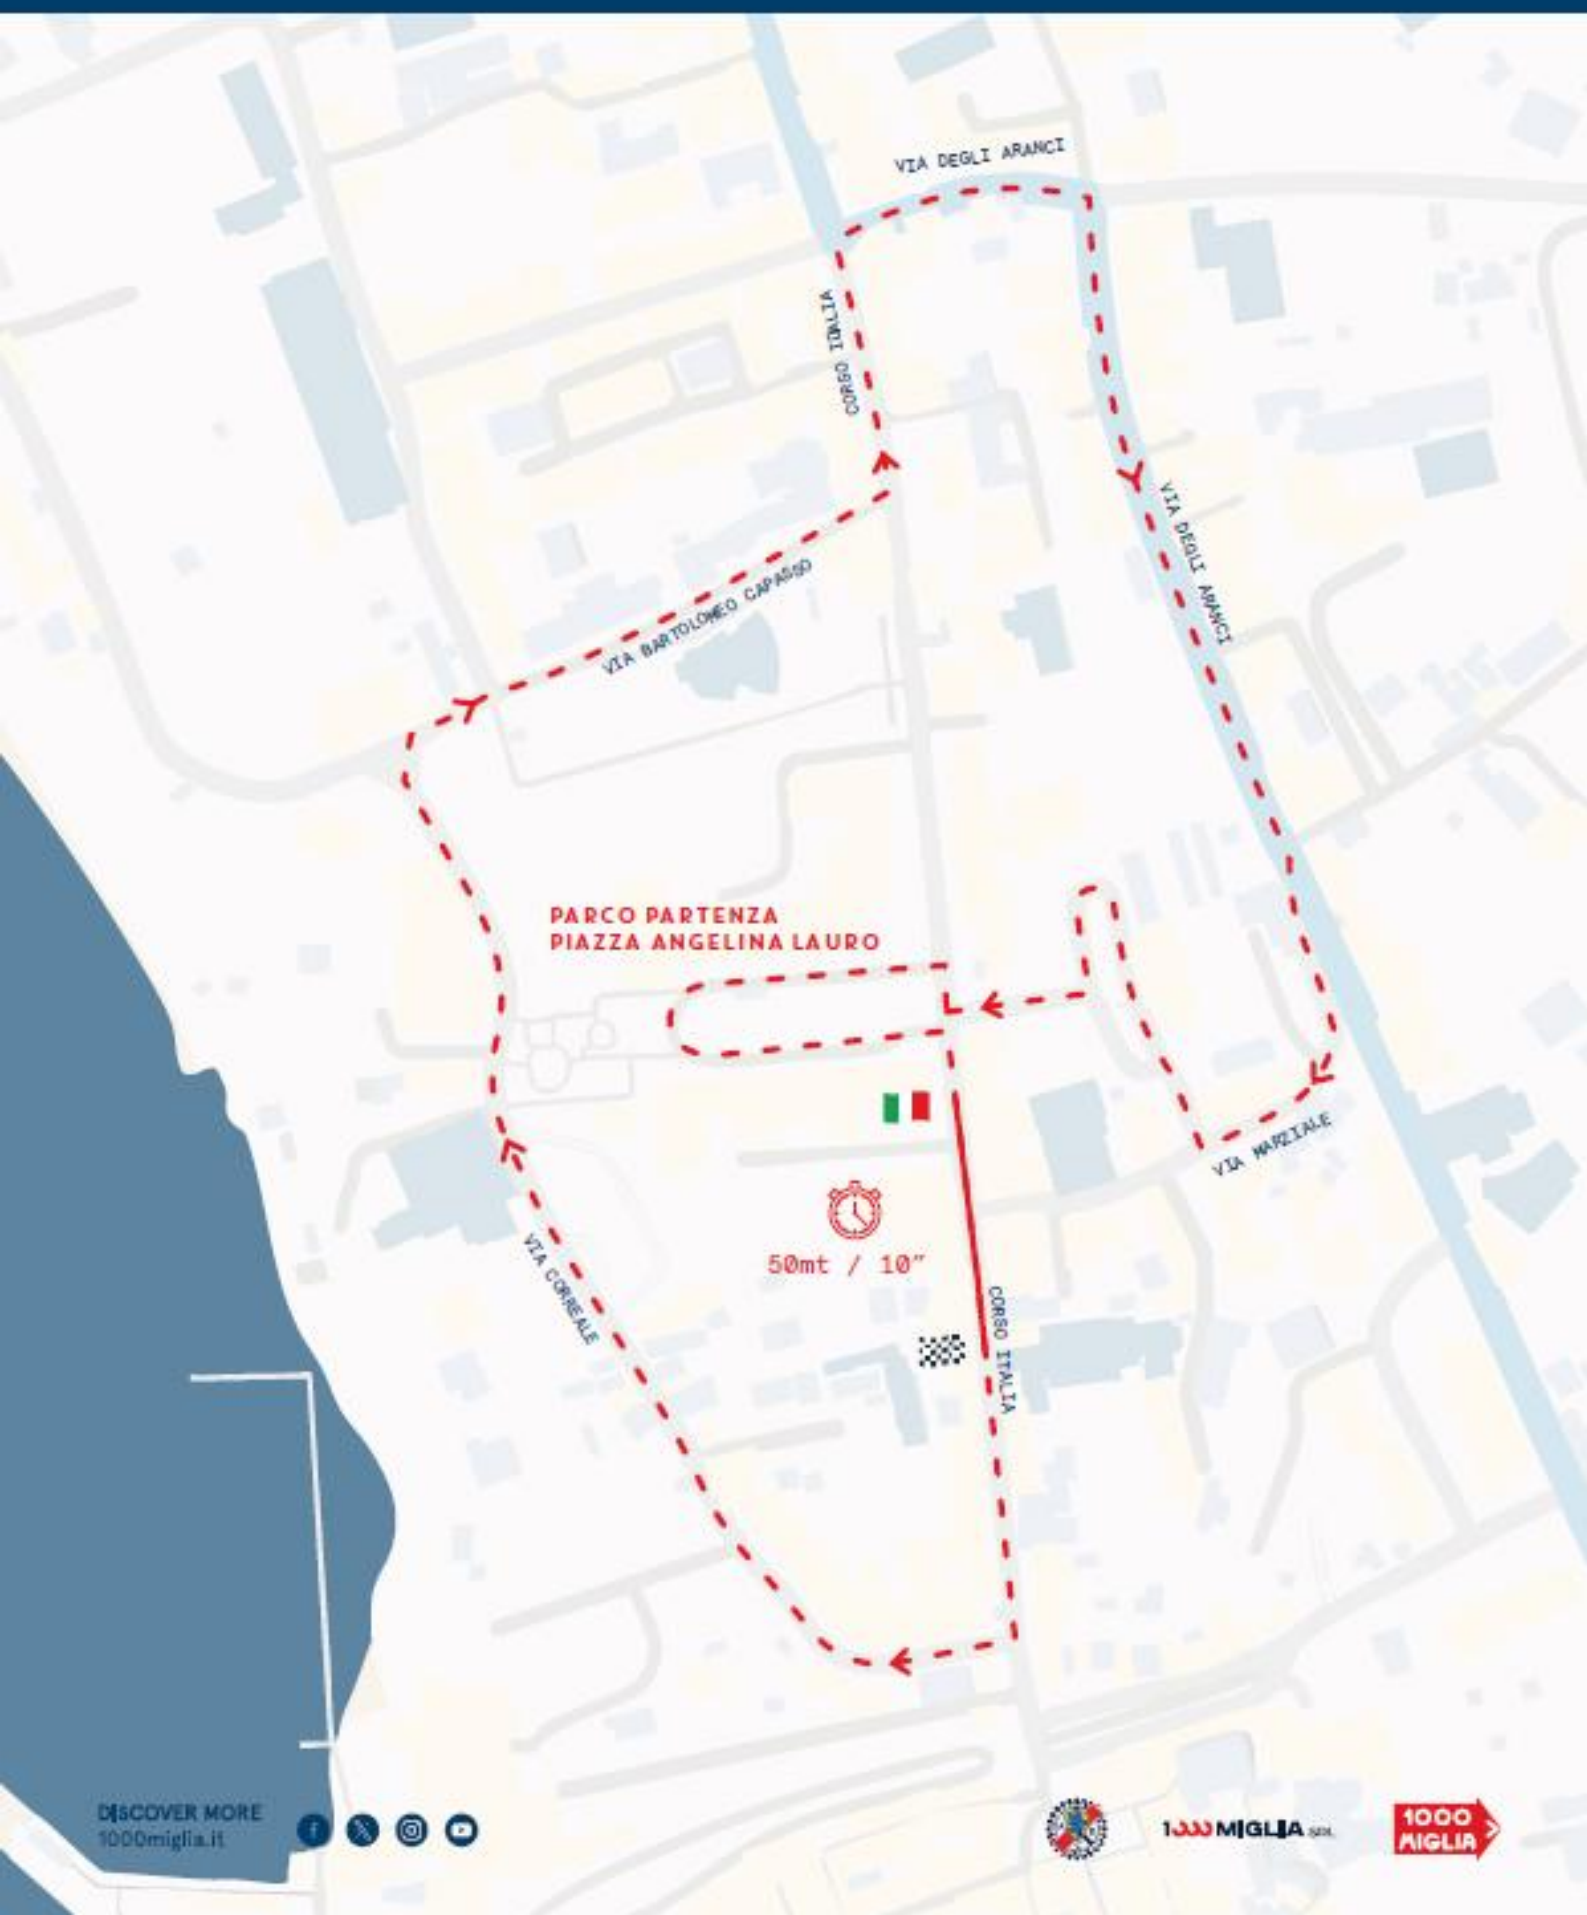 VIA DEGLI ARANCI
CORSO ITALIA
VIA DEGLI ARANCI
VIA BARTOLOMEO CAPASSO
PARCO PARTENZA
PIAZZA ANGELINA LAURO
VIA MARZIALE
50mt / 10″
VIA CORREALE
CORSO ITALIA
DISCOVER MORE
1000miglia.it
1000 MIGLIA SRL
1000
MIGLIA